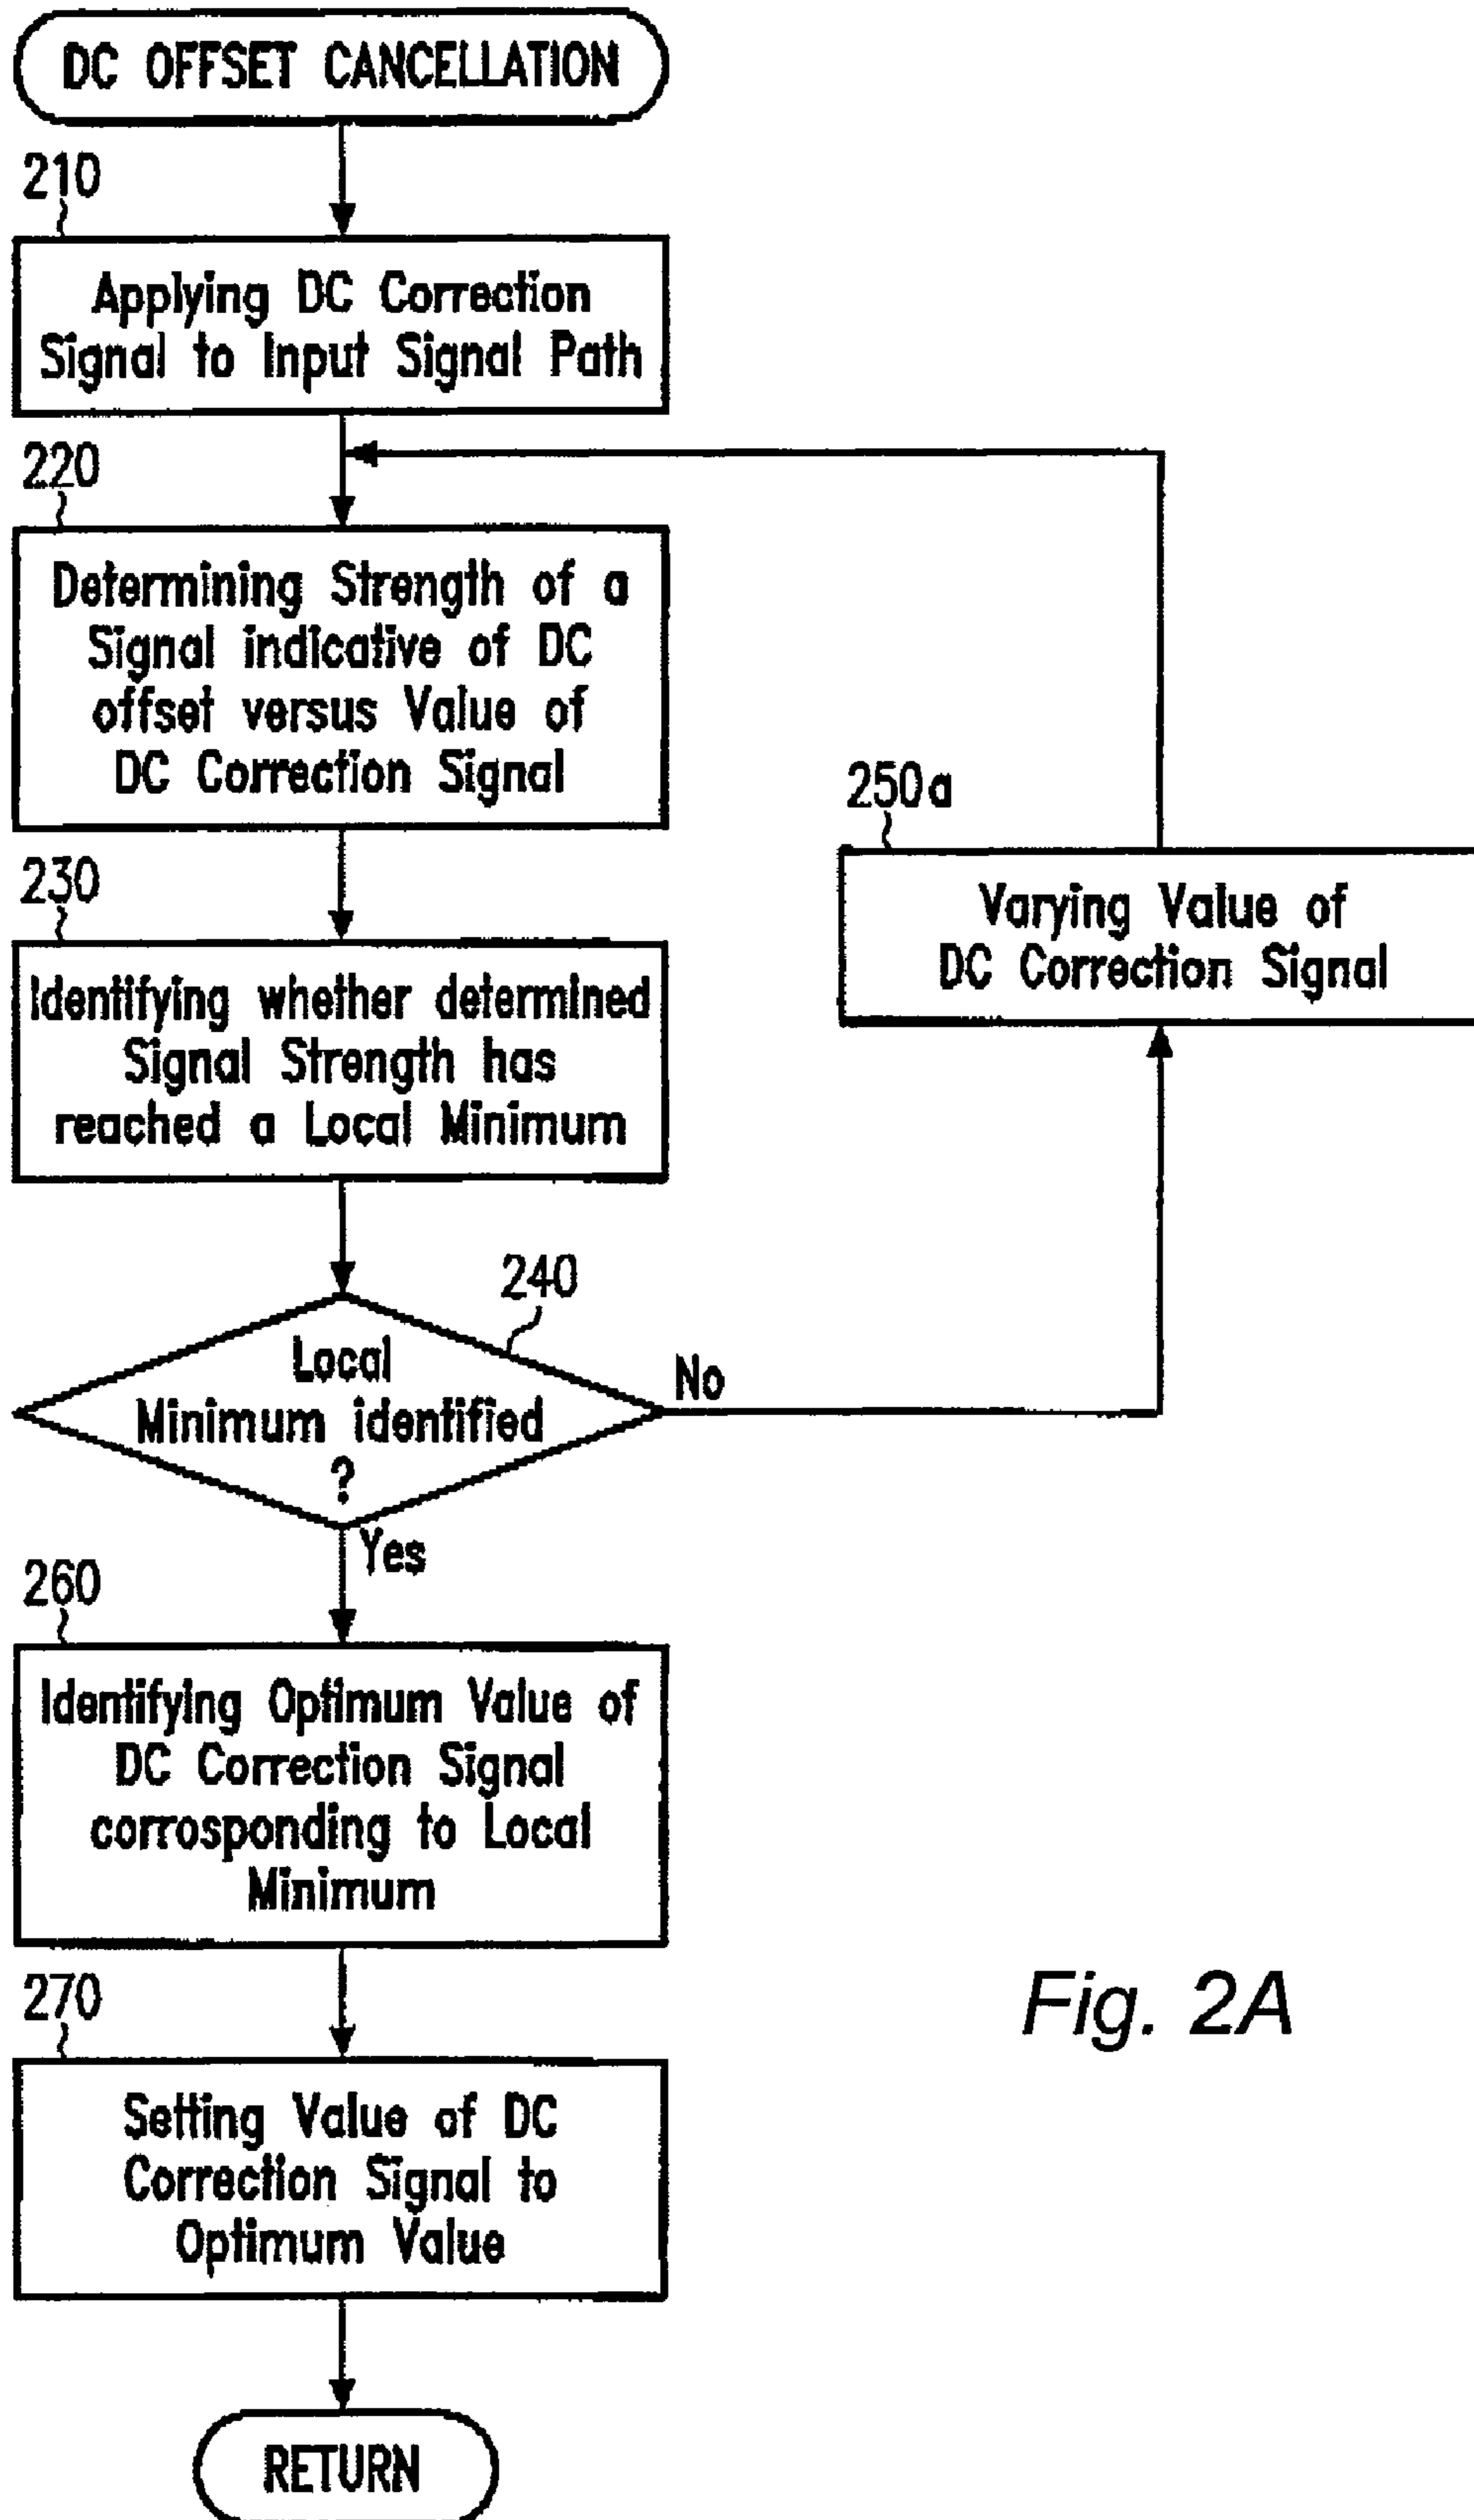 DC OFFSET CANCELLATION
210
Applying DC Correction
Signal to Input Signal Path
220
Determining Strength of a
Signal indicative of DC
offset versus Value of
DC Correction Signal
250a
Varying Value of
DC Correction Signal
230
Identifying whether determined
Signal Strength has
reached a Local Minimum
240
Local
Minimum identified
?
No
Yes
260
Identifying Optimum Value of
DC Correction Signal
corrosponding to Local
Minimum
270
Setting Value of DC
Correction Signal to
Optimum Value
Fig. 2A
RETURN